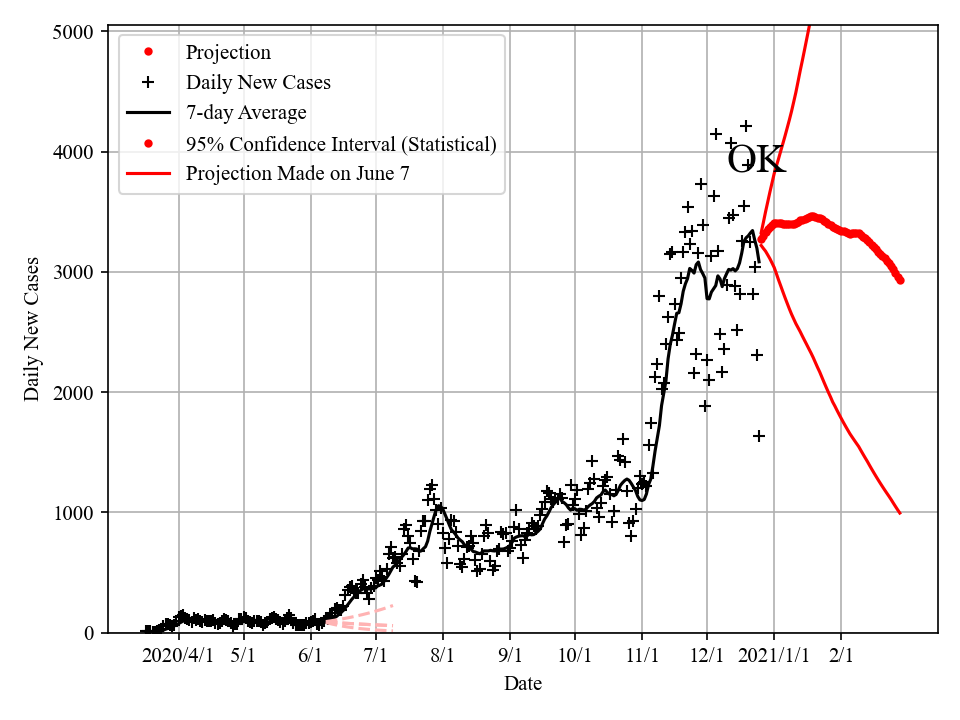 5000
4000
3000
2000
1000
0
Daily New Cases
Projection
Daily New Cases
7-day Average
95% Confidence Interval (Statistical)
Projection Made on June 7
OK
2020/4/1 5/1 6/1 7/1 8/1 9/1 10/1 11/1 12/1 2021/1/1 2/1
Date